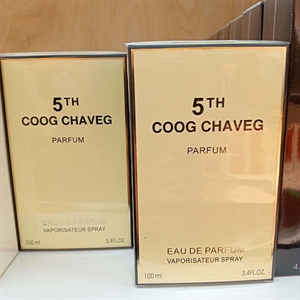 5TH
COOG CHAVEG
PARFUM
EAU DE PARFUM
VAPORISATEUR SPRAY
100 ml 3.4FL.OZ.
5TH
COOG CHAVEG
PARFUM
EAU DE PARFUM
VAPORISATEUR SPRAY
100 ml 3.4FL.OZ.